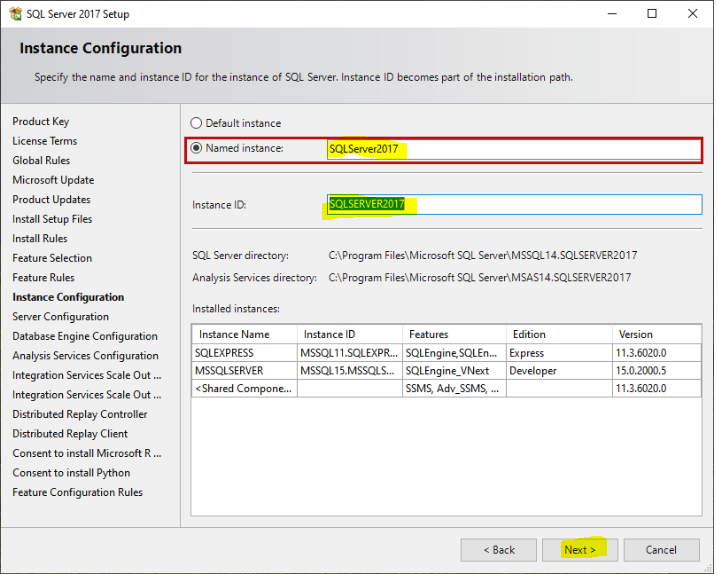 SQL Server 2017 Setup
Instance Configuration
Specify the name and instance ID for the instance of SQL Server. Instance ID becomes part of the installation path.
Product Key
License Terms
Global Rules
Microsoft Update
Product Updates
Install Setup Files
Install Rules
Feature Selection
Feature Rules
Instance Configuration
Server Configuration
Database Engine Configuration
Analysis Services Configuration
Integration Services Scale Out ...
Integration Services Scale Out ...
Distributed Replay Controller
Distributed Replay Client
Consent to install Microsoft R ...
Consent to install Python
Feature Configuration Rules
Default instance
Named instance: SQLServer2017
Instance ID: SQLSERVER2017
SQL Server directory: C:\Program Files\Microsoft SQL Server\MSSQL14.SQLSERVER2017
Analysis Services directory: C:\Program Files\Microsoft SQL Server\MSAS14.SQLSERVER2017
Installed instances:
Instance Name Instance ID Features Edition Version
SQLEXPRESS MSSQL11.SQLEXPR... SQLEngine,SQLEn... Express 11.3.6020.0
MSSQLSERVER MSSQL15.MSSQLS... SQLEngine_VNext Developer 15.0.2000.5
<Shared Compone... SSMS, Adv_SSMS, ... 11.3.6020.0
< Back Next > Cancel